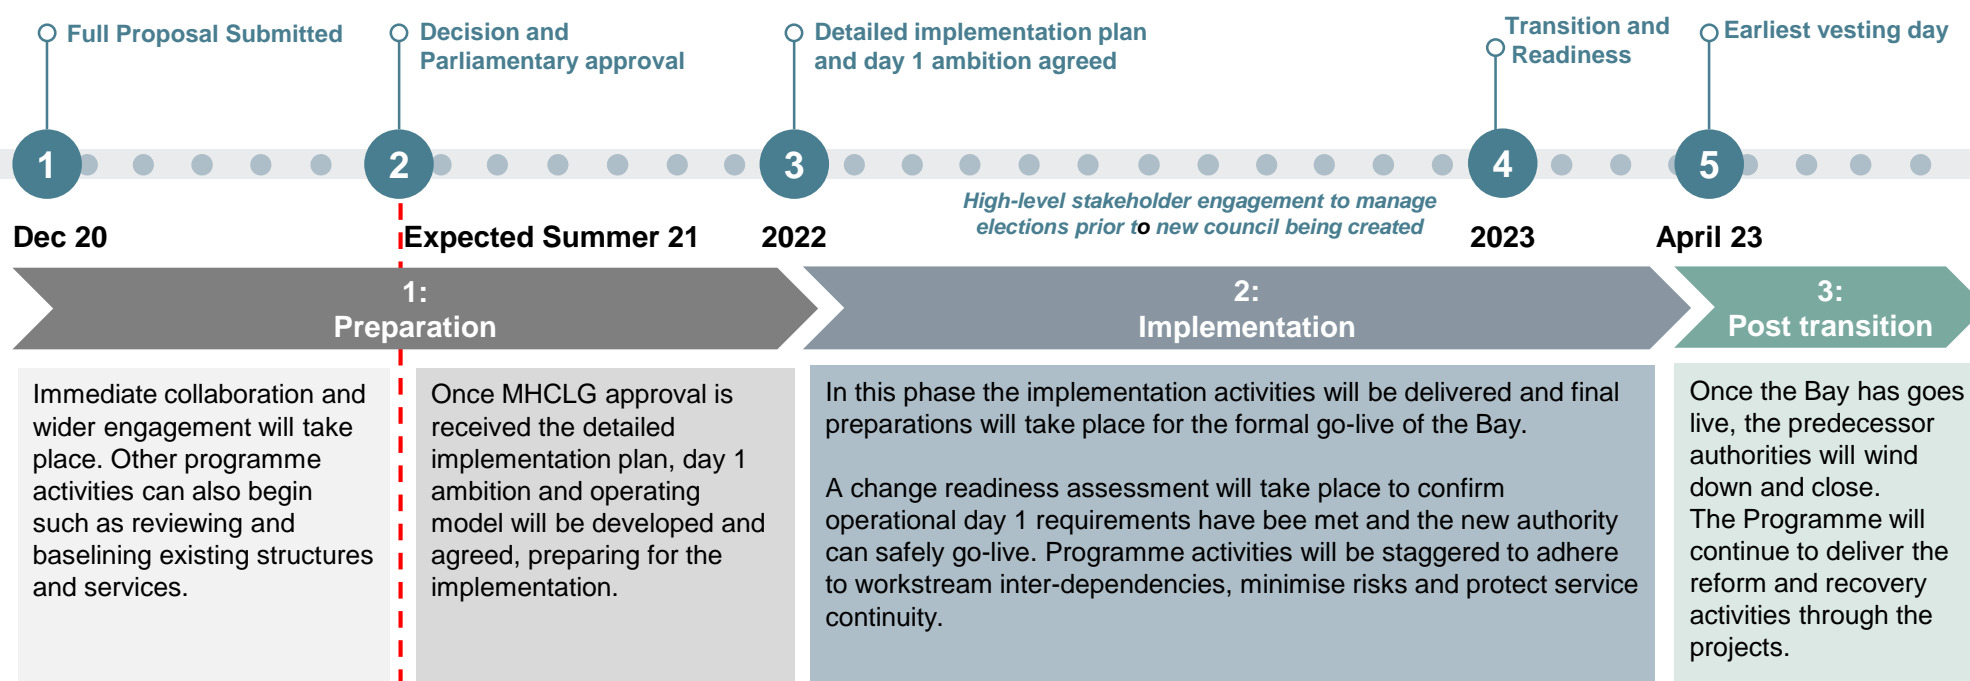 Full Proposal Submitted
Decision and
Parliamentary approval
Detailed implementation plan
and day 1 ambition agreed
Transition and
Readiness
Earliest vesting day
1
2
3
4
5
High-level stakeholder engagement to manage
elections prior to new council being created
Dec 20
Expected Summer 21
2022
2023
April 23
1:
Preparation
2:
Implementation
3:
Post transition
Immediate collaboration and
wider engagement will take
place. Other programme
activities can also begin
such as reviewing and
baselining existing structures
and services.
Once MHCLG approval is
received the detailed
implementation plan, day 1
ambition and operating
model will be developed and
agreed, preparing for the
implementation.
In this phase the implementation activities will be delivered and final
preparations will take place for the formal go-live of the Bay.
A change readiness assessment will take place to confirm
operational day 1 requirements have bee met and the new authority
can safely go-live. Programme activities will be staggered to adhere
to workstream inter-dependencies, minimise risks and protect service
continuity.
Once the Bay has goes
live, the predecessor
authorities will wind
down and close.
The Programme will
continue to deliver the
reform and recovery
activities through the
projects.